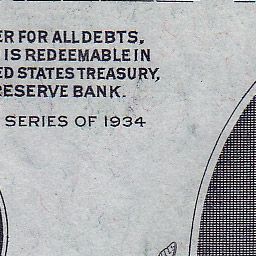 ER FOR ALL DEBTS,
IS REDEEMABLE IN
ED STATES TREASURY,
RESERVE BANK.
SERIES OF 1934